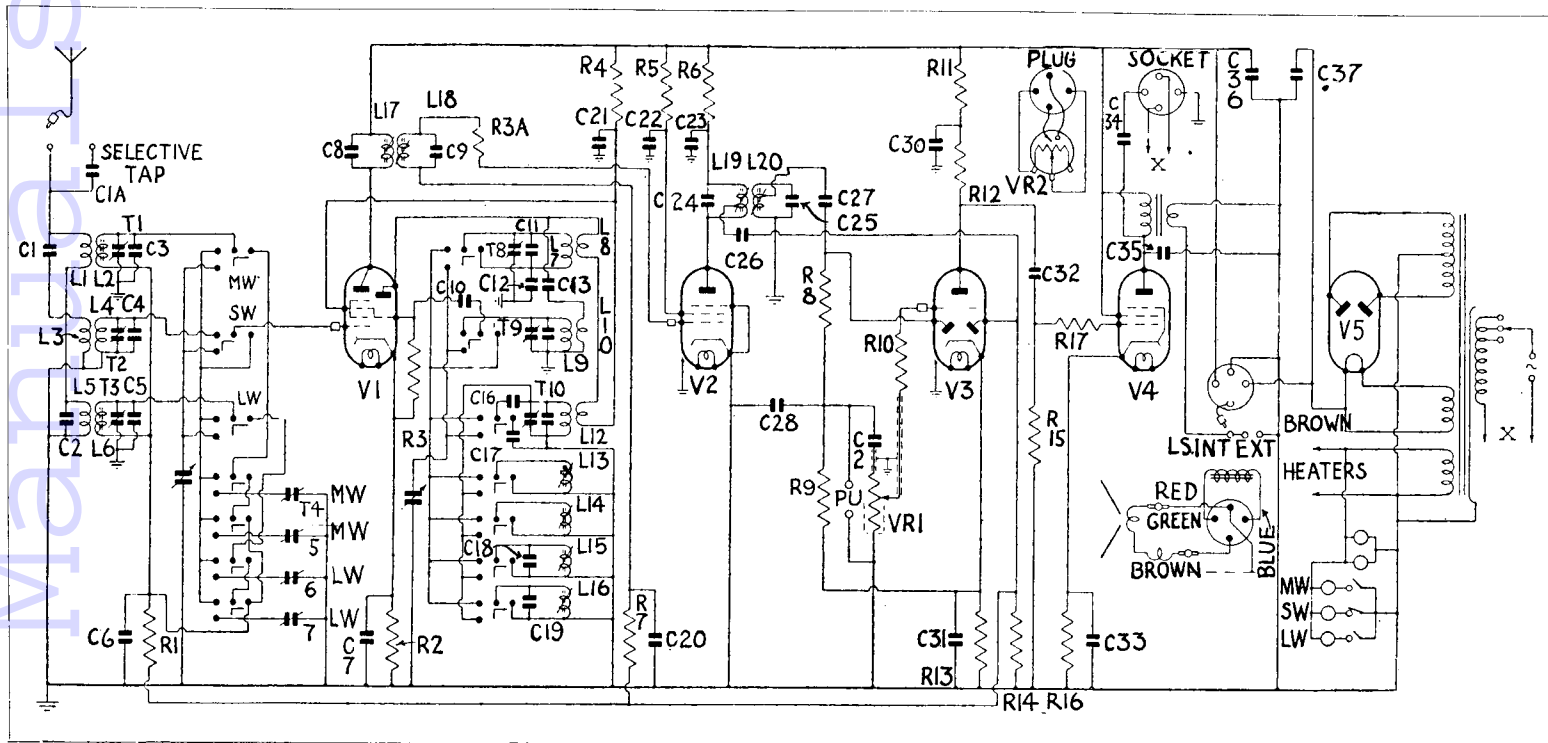 Manual s
PLUG
SOCKET
R4
R5
R6
R11
C36
C37
L17
L18
R3A
C21
C22
C23
C34
C8
C9
C30
X
SELECTIVE
TAP
C1A
L19
L20
VR2
R12
C24
C27
C25
C26
C1
T1
C3
C11
L8
T8
L7
C35
L1
L2
MW
C10
C12
C13
R8
C32
L4
C4
SW
L10
R10
V5
L3
T9
R17
T2
L9
V1
V2
V3
V4
L5
T3
C5
LW
C16
T10
C28
R15
BROWN
C2
L6
R3
C17
L12
C2
LS.INT EXT
X
L13
R9
PU
HEATERS
T4
MW
L14
VR1
RED
GREEN
5
MW
C18
L15
BLUE
6
LW
L16
BROWN
MW
7
LW
C19
R7
SW
C6
R1
C7
R2
C20
C31
C33
LW
R13
R14
R16